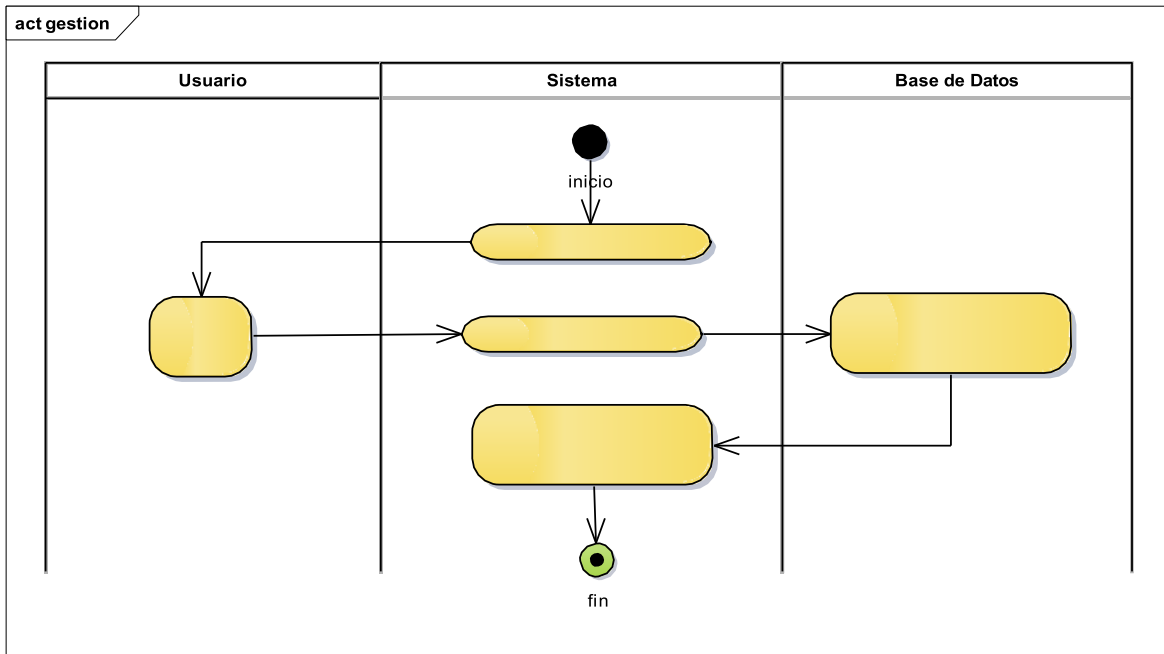 act gestion
Usuario
Sistema
Base de Datos
inicio
fin